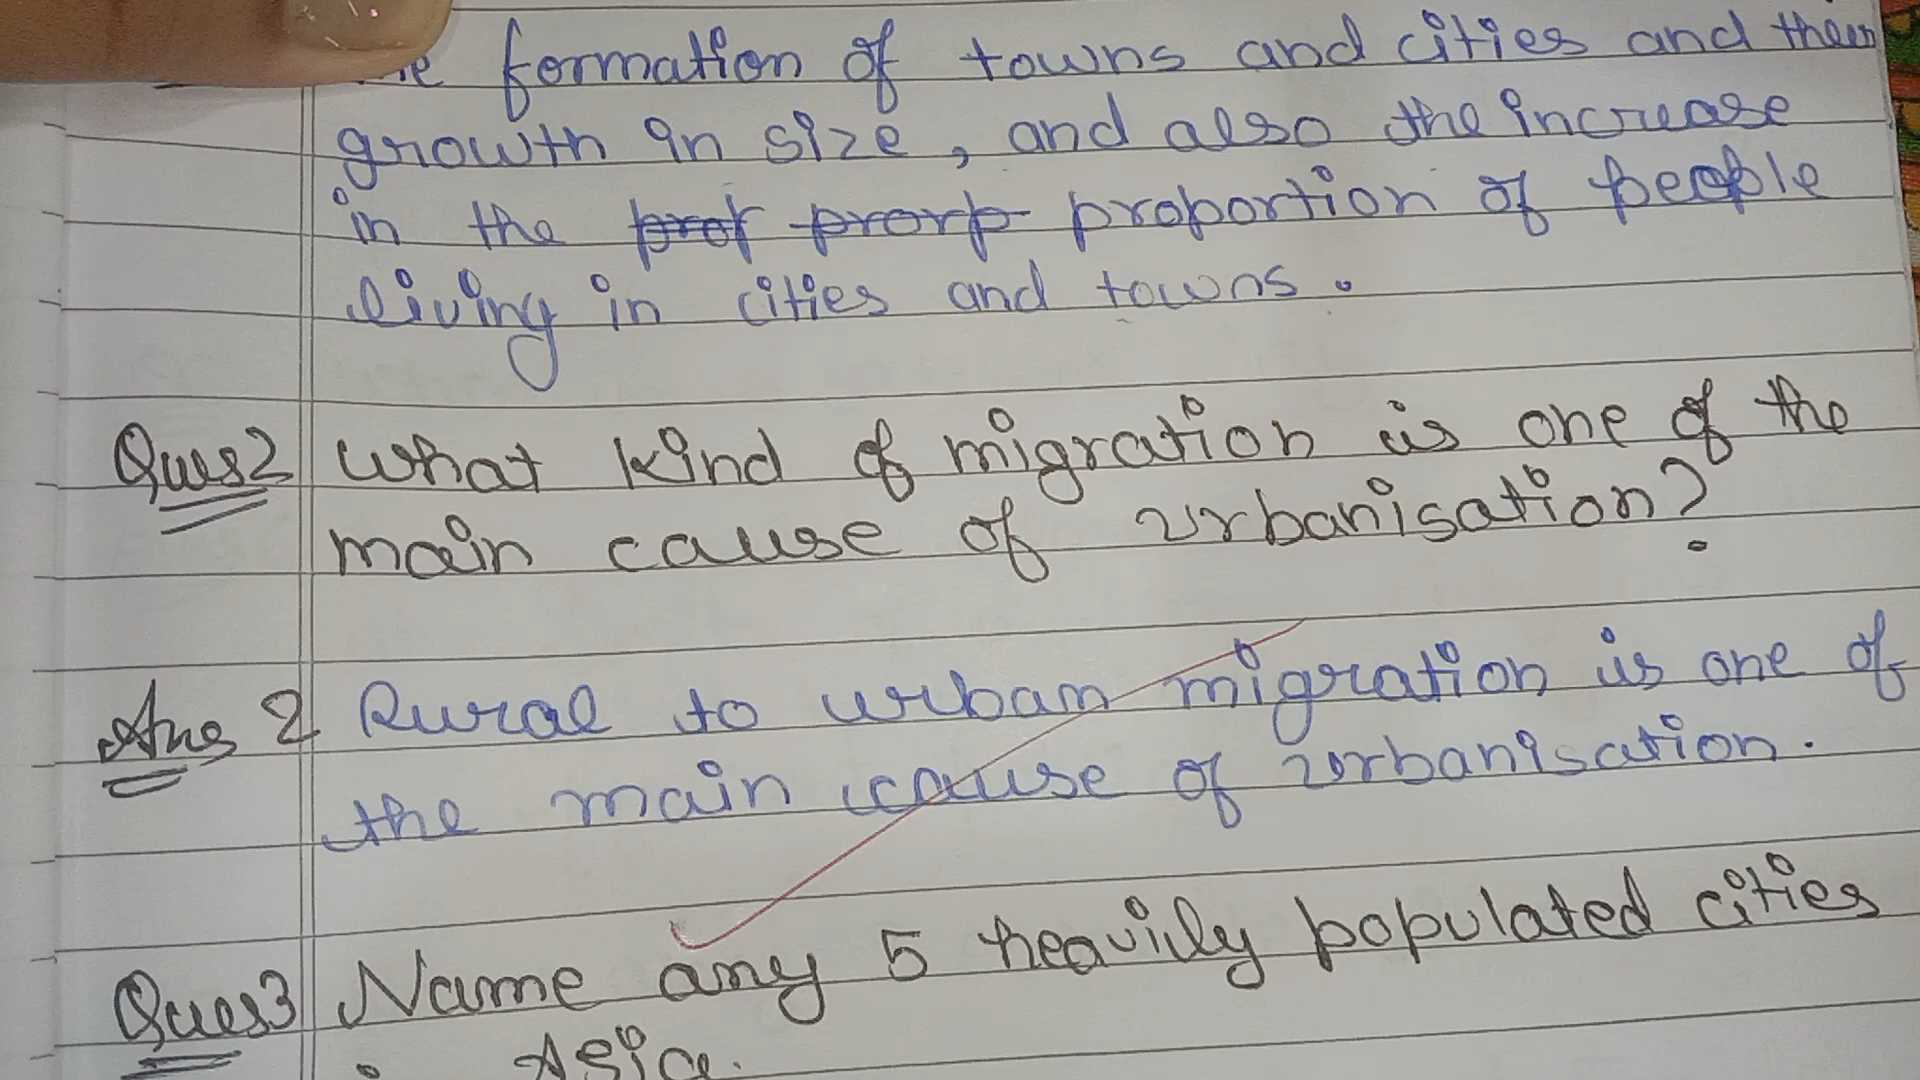 formation of towns and cities and their
growth in size, and also the increase
in the prof prorp proportion of people
living in cities and towns.
Ques2 What kind of migration is one of the
main cause of urbanisation?
Ans 2 Rural to urban migration is one of
the main cause of urbanisation.
Ques3 Name any 5 heavily populated cities
Asia.